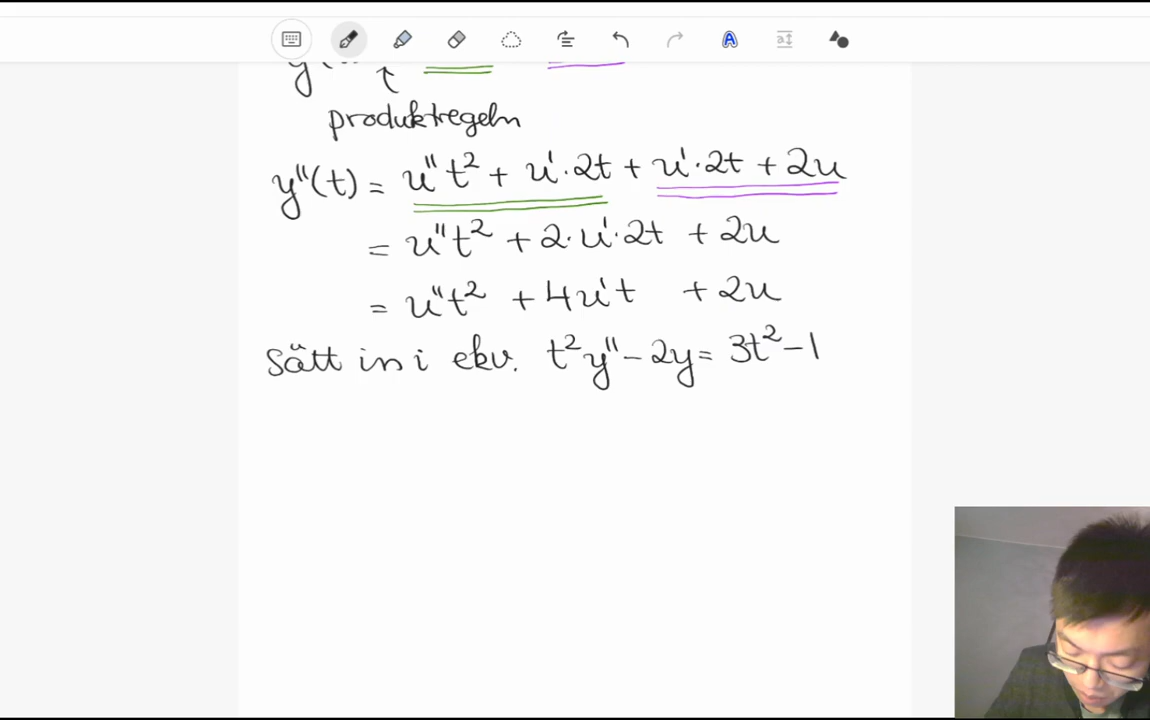 y'(
produktregeln
y''(t) = u''t² + u'·2t + u'·2t + 2u
= u''t² + 2·u'·2t + 2u
= u''t² + 4u't + 2u
Sätt in i ekv. t²y'' - 2y = 3t² - 1